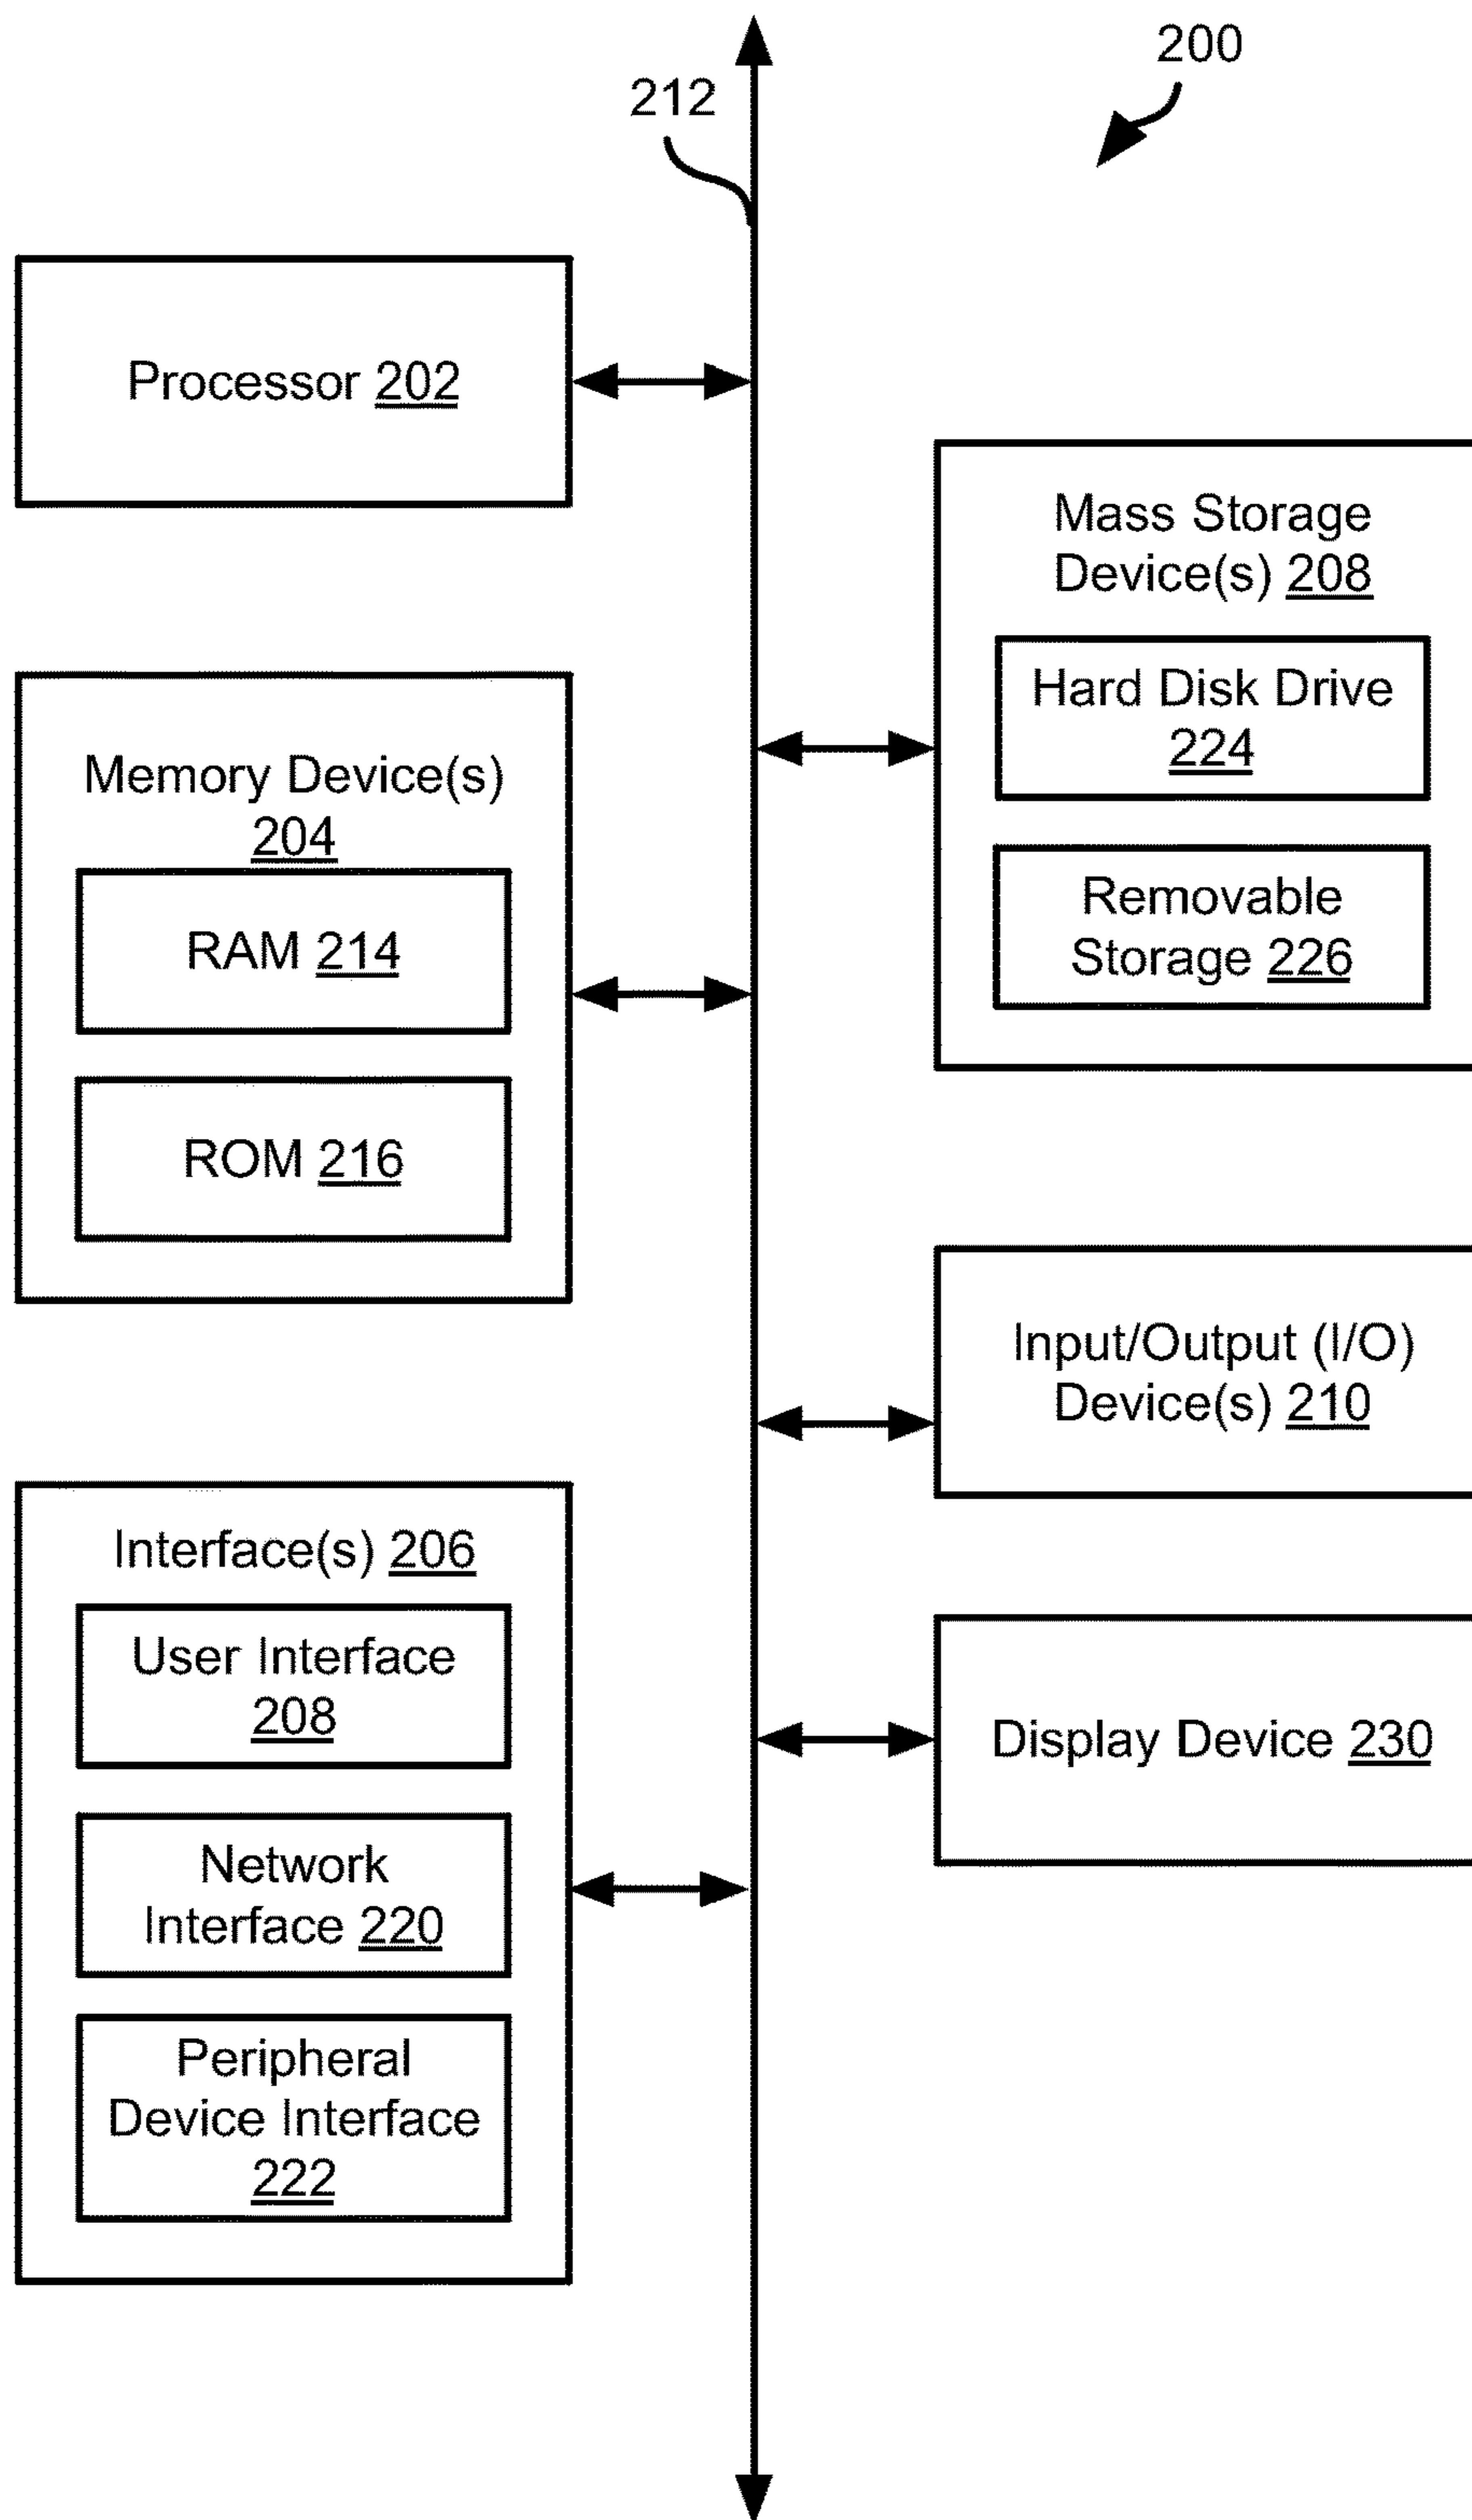 200
212
Processor 202
Mass Storage
Device(s) 208
Hard Disk Drive
224
Removable
Storage 226
Memory Device(s)
204
RAM 214
ROM 216
Input/Output (I/O)
Device(s) 210
Interface(s) 206
User Interface
208
Network
Interface 220
Peripheral
Device Interface
222
Display Device 230